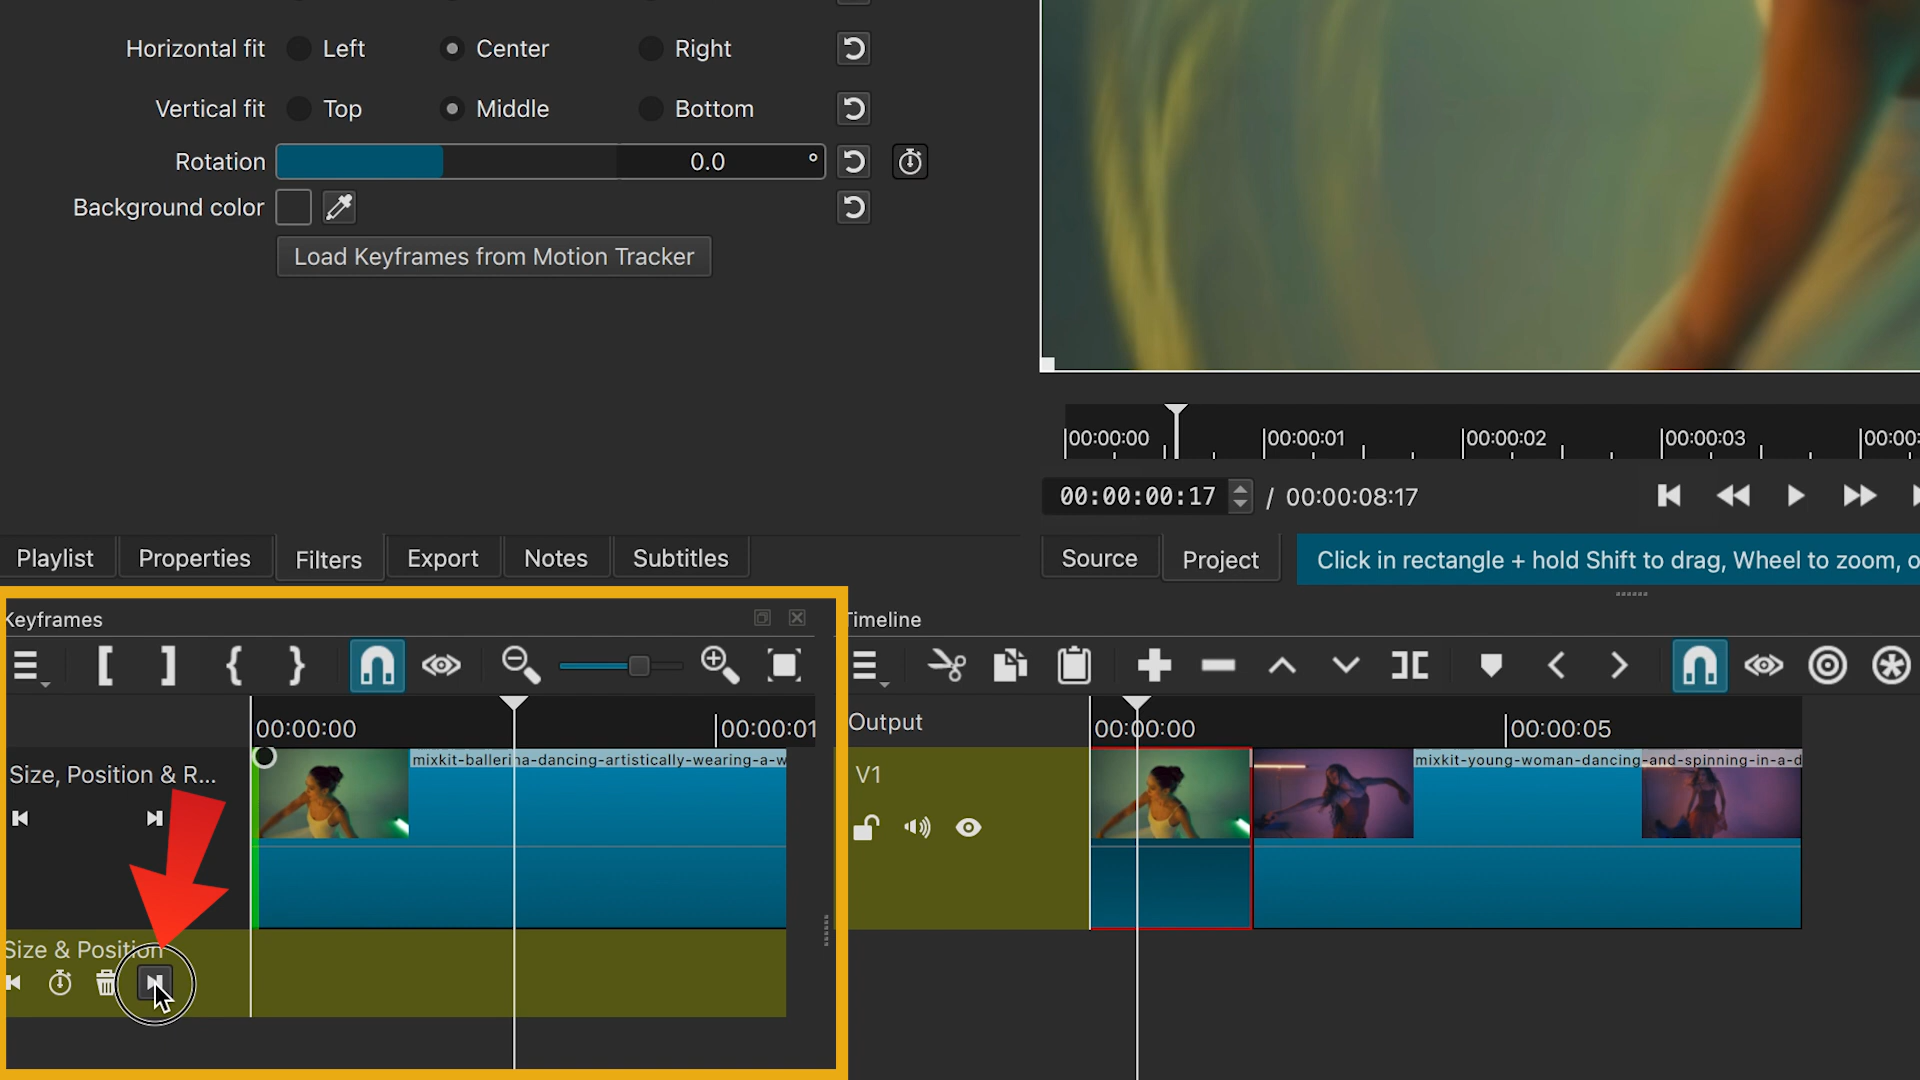 Horizontal fit Left Center Right
Vertical fit Top Middle Bottom
Rotation 0.0 °
Background color
Load Keyframes from Motion Tracker
00:00:00 00:00:01 00:00:02 00:00:03 00:00:
00:00:00:17 / 00:00:08:17
Playlist Properties Filters Export Notes Subtitles
Source Project Click in rectangle + hold Shift to drag, Wheel to zoom, o
Keyframes
00:00:00 00:00:01
Size, Position & R...
mixkit-ballerina-dancing-artistically-wearing-a-w
Size & Position
Timeline
Output 00:00:00 00:00:05
V1
mixkit-young-woman-dancing-and-spinning-in-a-d